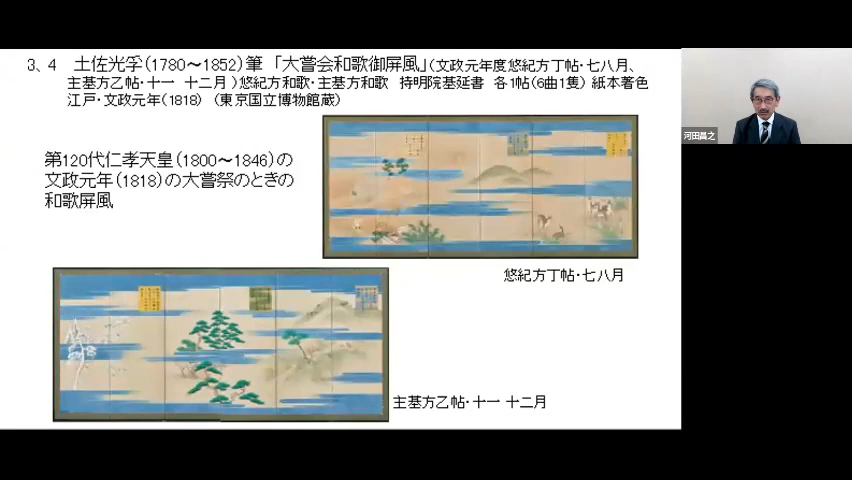 3、4 土佐光孚(1780～1852)筆 「大嘗会和歌御屏風」(文政元年度悠紀方丁帖・七八月、
主基方乙帖・十一 十二月)悠紀方和歌・主基方和歌 持明院基延書 各1帖(6曲1隻) 紙本著色
江戸・文政元年(1818) (東京国立博物館蔵)
第120代仁孝天皇(1800～1846)の
文政元年(1818)の大嘗祭のときの
和歌屏風
悠紀方丁帖・七八月
主基方乙帖・十一 十二月
河田昌之